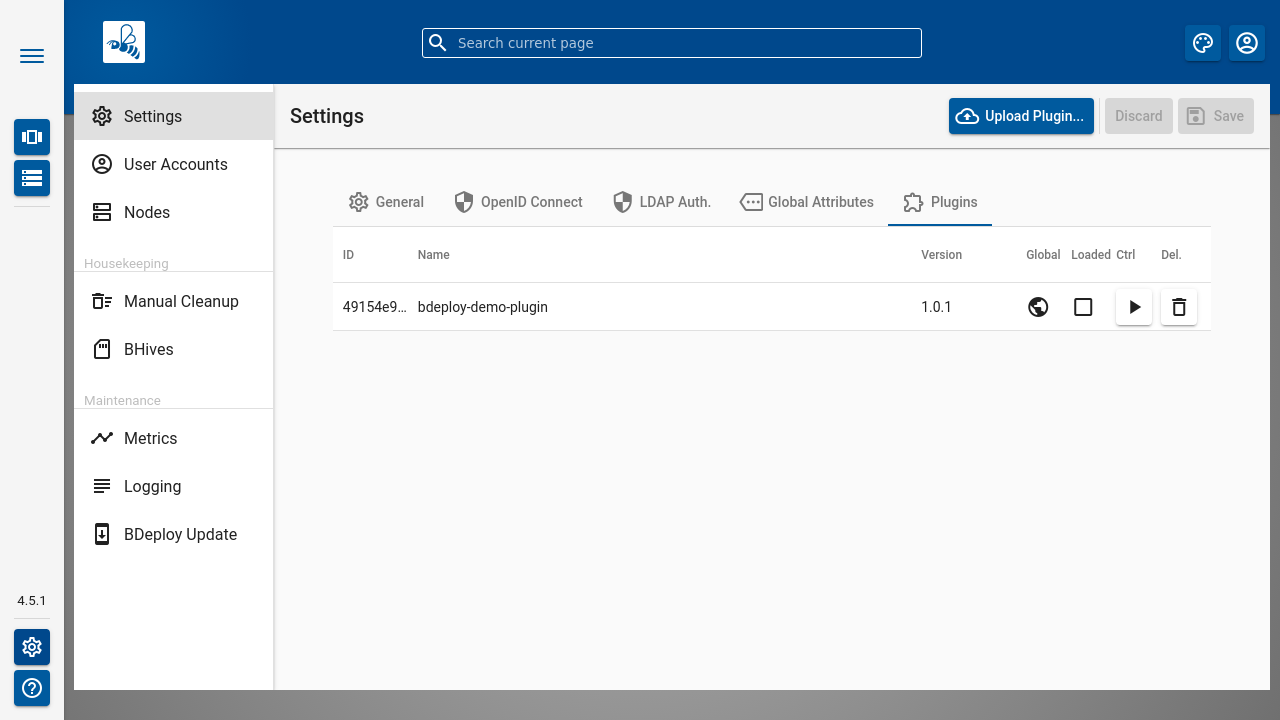 Search current page
Settings
User Accounts
Nodes
Housekeeping
Manual Cleanup
BHives
Maintenance
Metrics
Logging
BDeploy Update
4.5.1
Settings
Upload Plugin...
Discard
Save
General
OpenID Connect
LDAP Auth.
Global Attributes
Plugins
ID Name Version Global Loaded Ctrl Del.
49154e9... bdeploy-demo-plugin 1.0.1